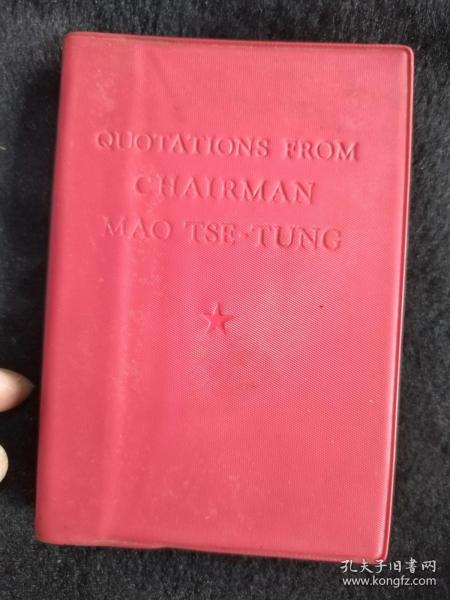 QUOTATIONS FROM
CHAIRMAN
MAO TSE-TUNG
孔夫子旧书网
www.kongfz.com